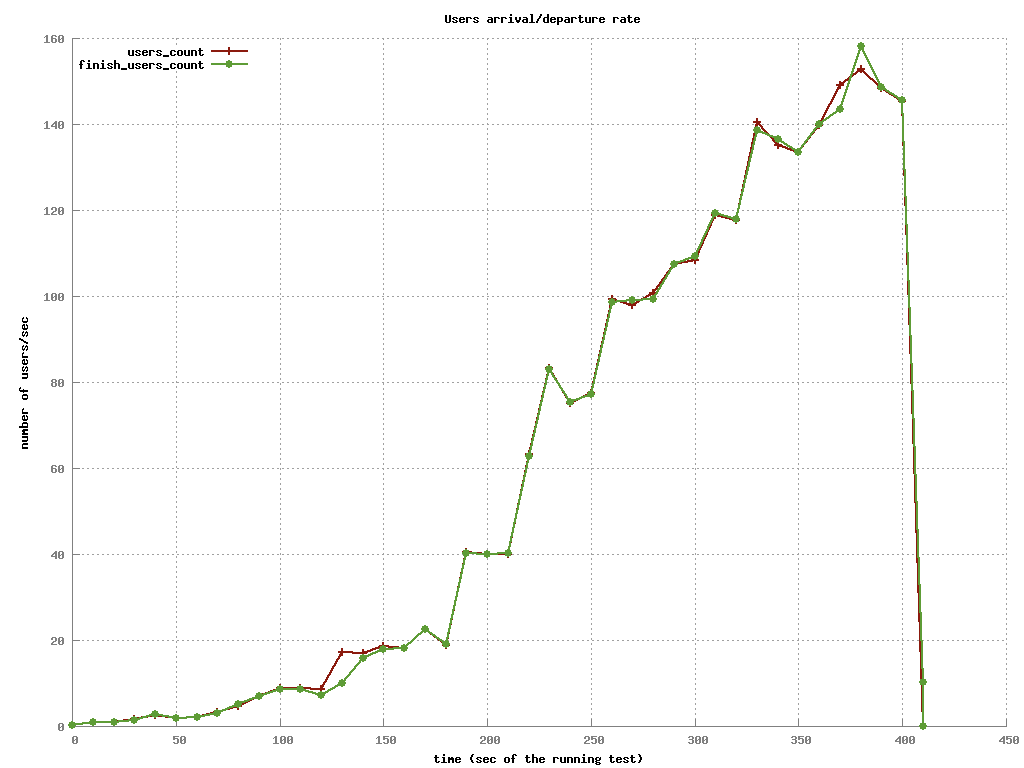 Users arrival/departure rate
users_count
finish_users_count
number of users/sec
160
140
120
100
80
60
40
20
0
0 50 100 150 200 250 300 350 400 450
time (sec of the running test)